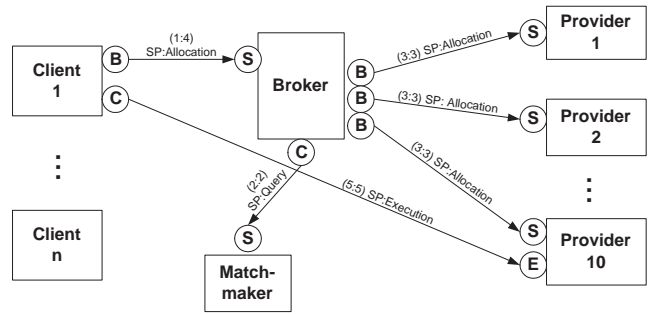 Client
1
B
C
(1:4)
SP:Allocation
S
Broker
B
B
B
C
(3:3) SP:Allocation
S
Provider
1
(3:3) SP: Allocation
S
Provider
2
(3:3) SP:Allocation
S
E
Provider
10
(5:5) SP:Execution
(2:2)
SP:Query
S
Match-
maker
Client
n